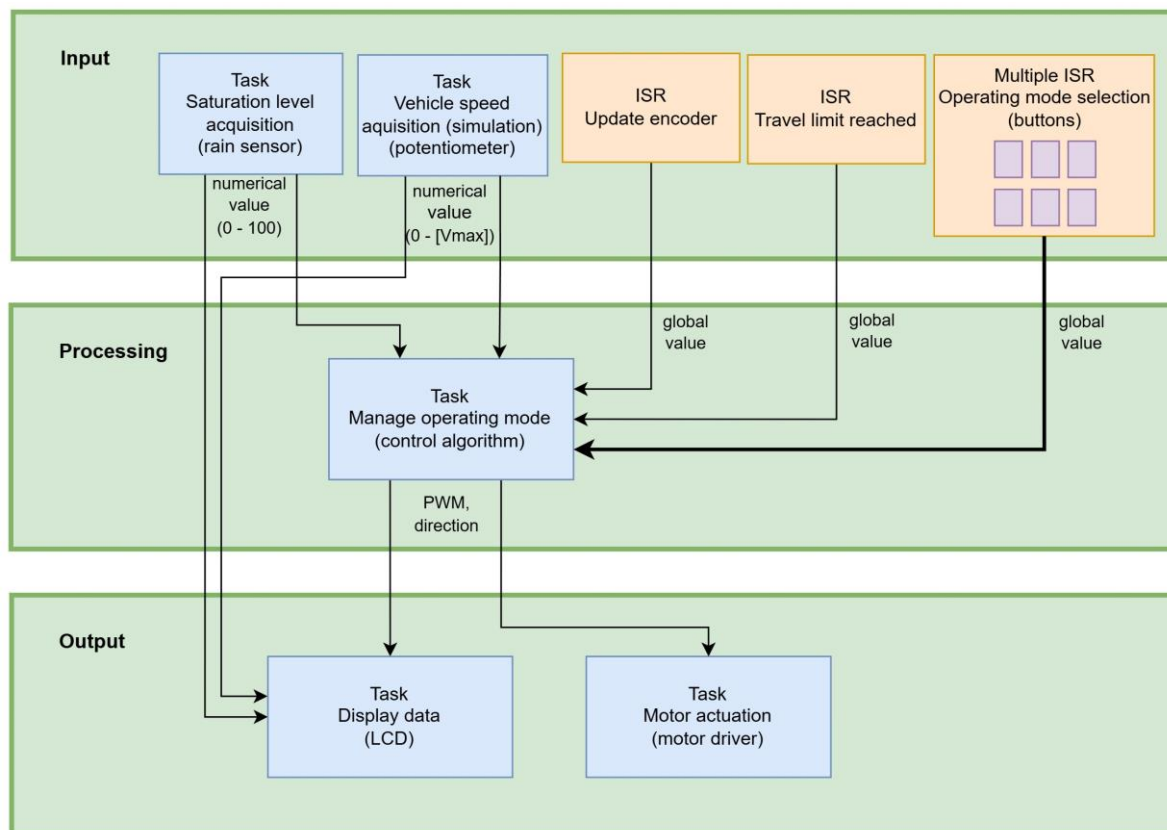 Input
Task
Saturation level
acquisition
(rain sensor)
Task
Vehicle speed
aquisition (simulation)
(potentiometer)
ISR
Update encoder
ISR
Travel limit reached
Multiple ISR
Operating mode selection
(buttons)
numerical
value
(0 - 100)
numerical
value
(0 - [Vmax])
Processing
global
value
global
value
global
value
Task
Manage operating mode
(control algorithm)
PWM,
direction
Output
Task
Display data
(LCD)
Task
Motor actuation
(motor driver)